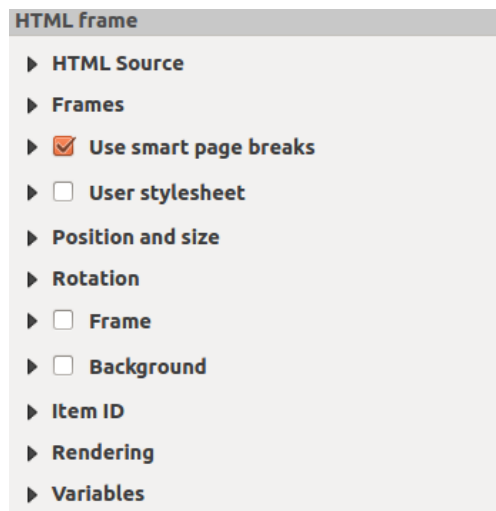 HTML frame
HTML Source
Frames
Use smart page breaks
User stylesheet
Position and size
Rotation
Frame
Background
Item ID
Rendering
Variables